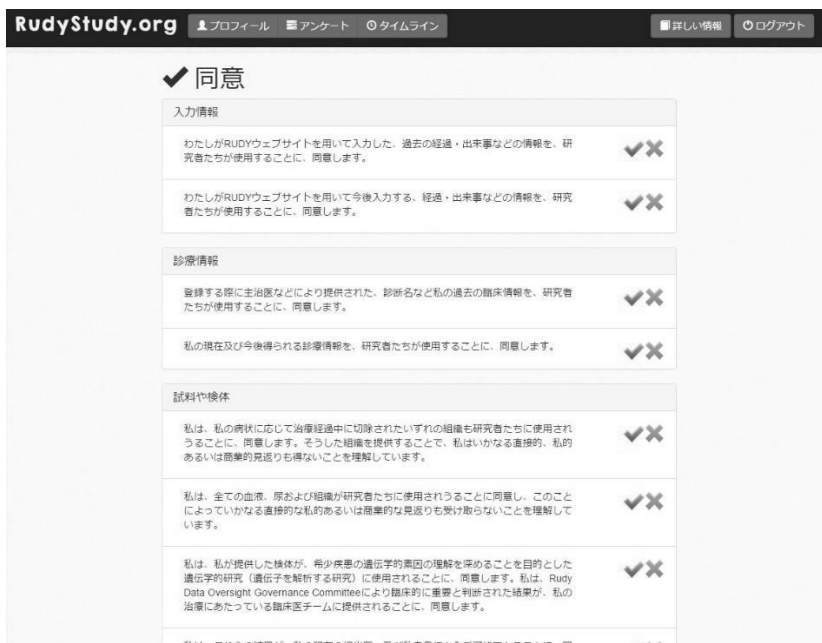 RudyStudy.org プロフィール アンケート タイムライン 詳しい情報 ログアウト
同意
入力情報
わたしがRUDYウェブサイトを用いて入力した、過去の経過・出来事などの情報を、研
究者たちが使用することに、同意します。
わたしがRUDYウェブサイトを用いて今後入力する、経過・出来事などの情報を、研究
者たちが使用することに、同意します。
診療情報
登録する際に主治医などにより提供された、診断名など私の過去の臨床情報を、研究者
たちが使用することに、同意します。
私の現在及び今後得られる診療情報を、研究者たちが使用することに、同意します。
試料や検体
私は、私の病状に応じて治療経過中に切除されたいずれの組織も研究者たちに使用され
うることに、同意します。そうした組織を提供することで、私はいかなる直接的、私的
あるいは商業的見返りも得ないことを理解しています。
私は、全ての血液、尿および組織が研究者たちに使用されうることに同意し、このこと
によっていかなる直接的な私的あるいは商業的な見返りも受け取らないことを理解して
います。
私は、私が提供した検体が、希少疾患の遺伝学的素因の理解を深めることを目的とした
遺伝学的研究（遺伝子を解析する研究）に使用されることに、同意します。私は、Rudy
Data Oversight Governance Committeeにより臨床的に重要と判断された結果が、私の
治療にあたっている臨床医チームに提供されることに、同意します。